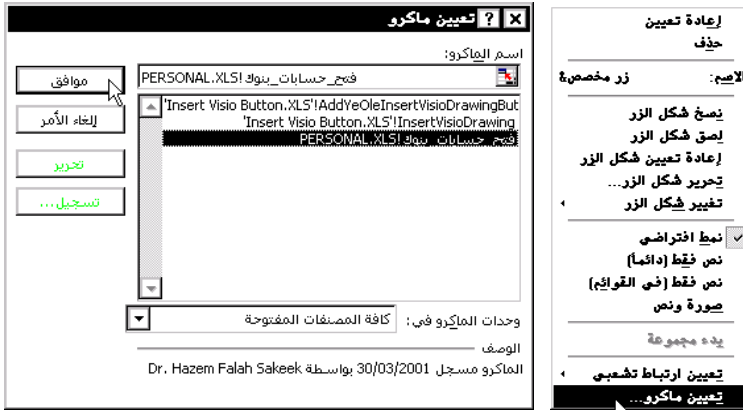 تعيين ماكرو
اسم الماكرو:
PERSONAL.XLS!فتح_حسابات_بنوك
'Insert Visio Button.XLS'!AddYeOleInsertVisioDrawingBut
'Insert Visio Button.XLS'!InsertVisioDrawing
PERSONAL.XLS!فتح_حسابات_بنوك
موافق
إلغاء الأمر
تحرير
تسجيل...
وحدات الماكرو في: كافة المصنفات المفتوحة
الوصف
الماكرو مسجل 30/03/2001 بواسطة Dr. Hazem Falah Sakeek
إعادة تعيين
حذف
الاسم: زر مخصص&
نسخ شكل الزر
لصق شكل الزر
إعادة تعيين شكل الزر
تحرير شكل الزر...
تغيير شكل الزر
نمط افتراضي
نص فقط (دائماً)
نص فقط (في القوائم)
صورة ونص
بدء مجموعة
تعيين ارتباط تشعبي
تعيين ماكرو...